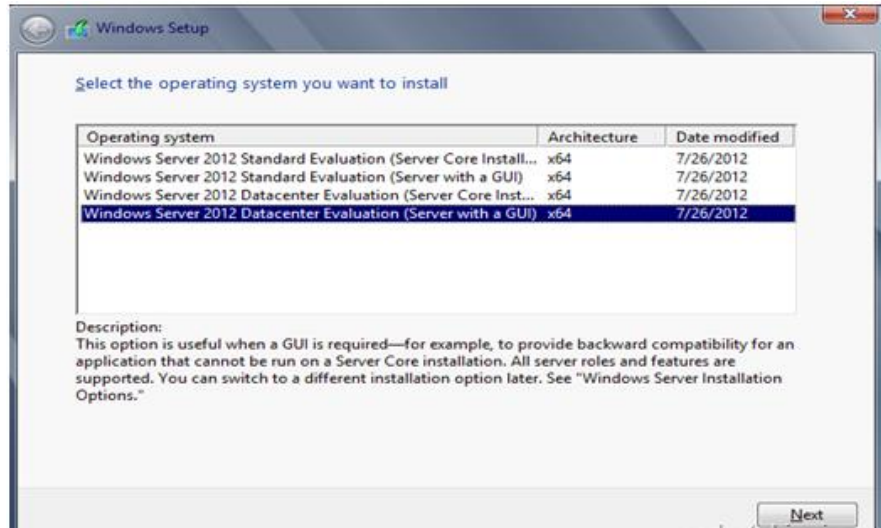 Windows Setup
Select the operating system you want to install
Operating system Architecture Date modified
Windows Server 2012 Standard Evaluation (Server Core Install... x64 7/26/2012
Windows Server 2012 Standard Evaluation (Server with a GUI) x64 7/26/2012
Windows Server 2012 Datacenter Evaluation (Server Core Inst... x64 7/26/2012
Windows Server 2012 Datacenter Evaluation (Server with a GUI) x64 7/26/2012
Description:
This option is useful when a GUI is required—for example, to provide backward compatibility for an
application that cannot be run on a Server Core installation. All server roles and features are
supported. You can switch to a different installation option later. See "Windows Server Installation
Options."
Next